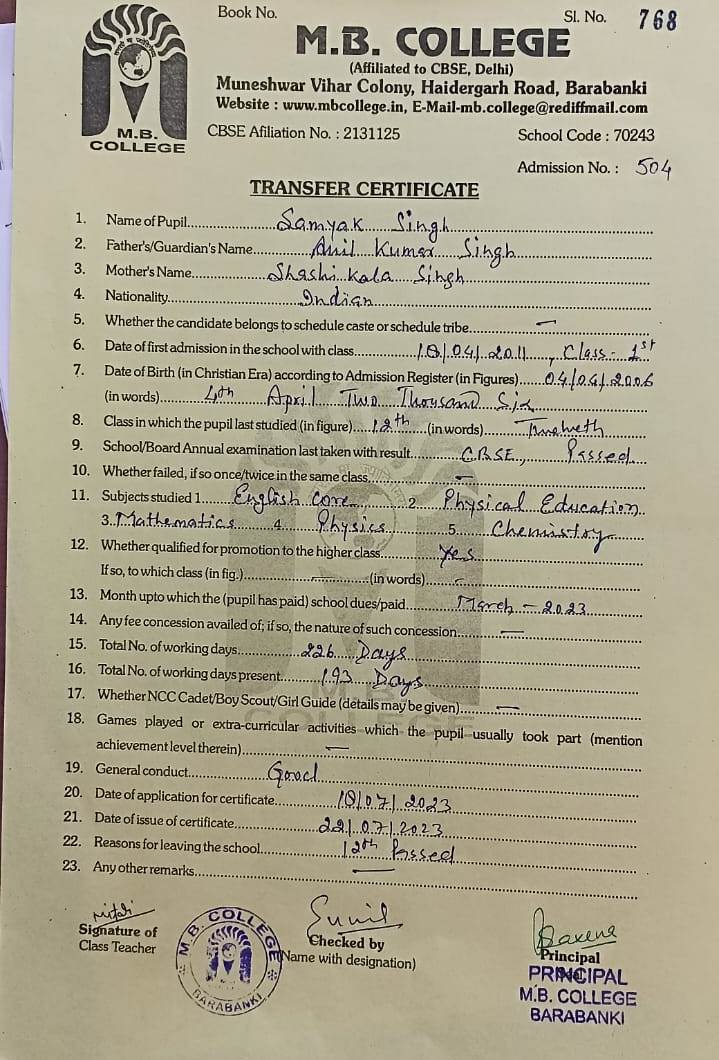 Book No. Sl. No. 768
M.B. COLLEGE
(Affiliated to CBSE, Delhi)
Muneshwar Vihar Colony, Haidergarh Road, Barabanki
Website : www.mbcollege.in, E-Mail-mb.college@rediffmail.com
M.B. COLLEGE
CBSE Afiliation No. : 2131125 School Code : 70243
Admission No. : 504
TRANSFER CERTIFICATE
1. Name of Pupil Samyak Singh
2. Father's/Guardian's Name Anil Kumar Singh
3. Mother's Name Shashi Kala Singh
4. Nationality Indian
5. Whether the candidate belongs to schedule caste or schedule tribe —
6. Date of first admission in the school with class /04/2011, Class - 1st
7. Date of Birth (in Christian Era) according to Admission Register (in Figures) 04/04/2006
(in words) 4th April Two Thousand Six
8. Class in which the pupil last studied (in figure) 12th (in words) Twelveth
9. School/Board Annual examination last taken with result CBSE, Passed
10. Whether failed, if so once/twice in the same class —
11. Subjects studied 1 English Core 2 Physical Education
3. Mathematics 4 Physics 5 Chemistry
12. Whether qualified for promotion to the higher class Yes
If so, to which class (in fig.) — (in words) —
13. Month upto which the (pupil has paid) school dues/paid March - 2023
14. Any fee concession availed of; if so, the nature of such concession —
15. Total No. of working days 226 Days
16. Total No. of working days present 193 Days
17. Whether NCC Cadet/Boy Scout/Girl Guide (details may be given) —
18. Games played or extra-curricular activities which the pupil usually took part (mention
achievement level therein) —
19. General conduct Good
20. Date of application for certificate /07/2023
21. Date of issue of certificate 22/07/2023
22. Reasons for leaving the school 12th Passed
23. Any other remarks —
Sunil Saxena
Signature of Class Teacher
Checked by
(Name with designation)
Principal
PRINCIPAL
M.B. COLLEGE
BARABANKI
M.B. COLLEGE
BARABANKI